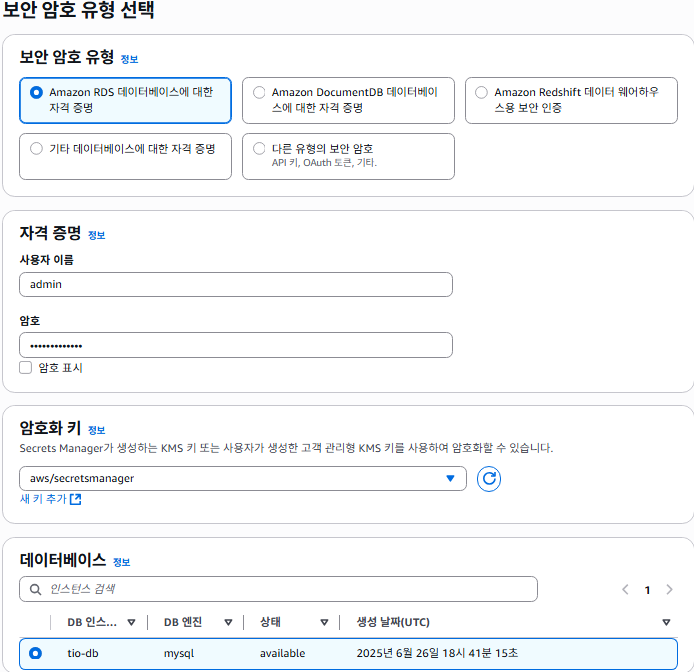 보안 암호 유형 선택
보안 암호 유형 정보
Amazon RDS 데이터베이스에 대한
자격 증명
Amazon DocumentDB 데이터베이
스에 대한 자격 증명
Amazon Redshift 데이터 웨어하우
스용 보안 인증
기타 데이터베이스에 대한 자격 증명
다른 유형의 보안 암호
API 키, OAuth 토큰, 기타.
자격 증명 정보
사용자 이름
admin
암호
•••••••••••••
암호 표시
암호화 키 정보
Secrets Manager가 생성하는 KMS 키 또는 사용자가 생성한 고객 관리형 KMS 키를 사용하여 암호화할 수 있습니다.
aws/secretsmanager
새 키 추가
데이터베이스 정보
인스턴스 검색
1
DB 인스... DB 엔진 상태 생성 날짜(UTC)
tio-db mysql available 2025년 6월 26일 18시 41분 15초